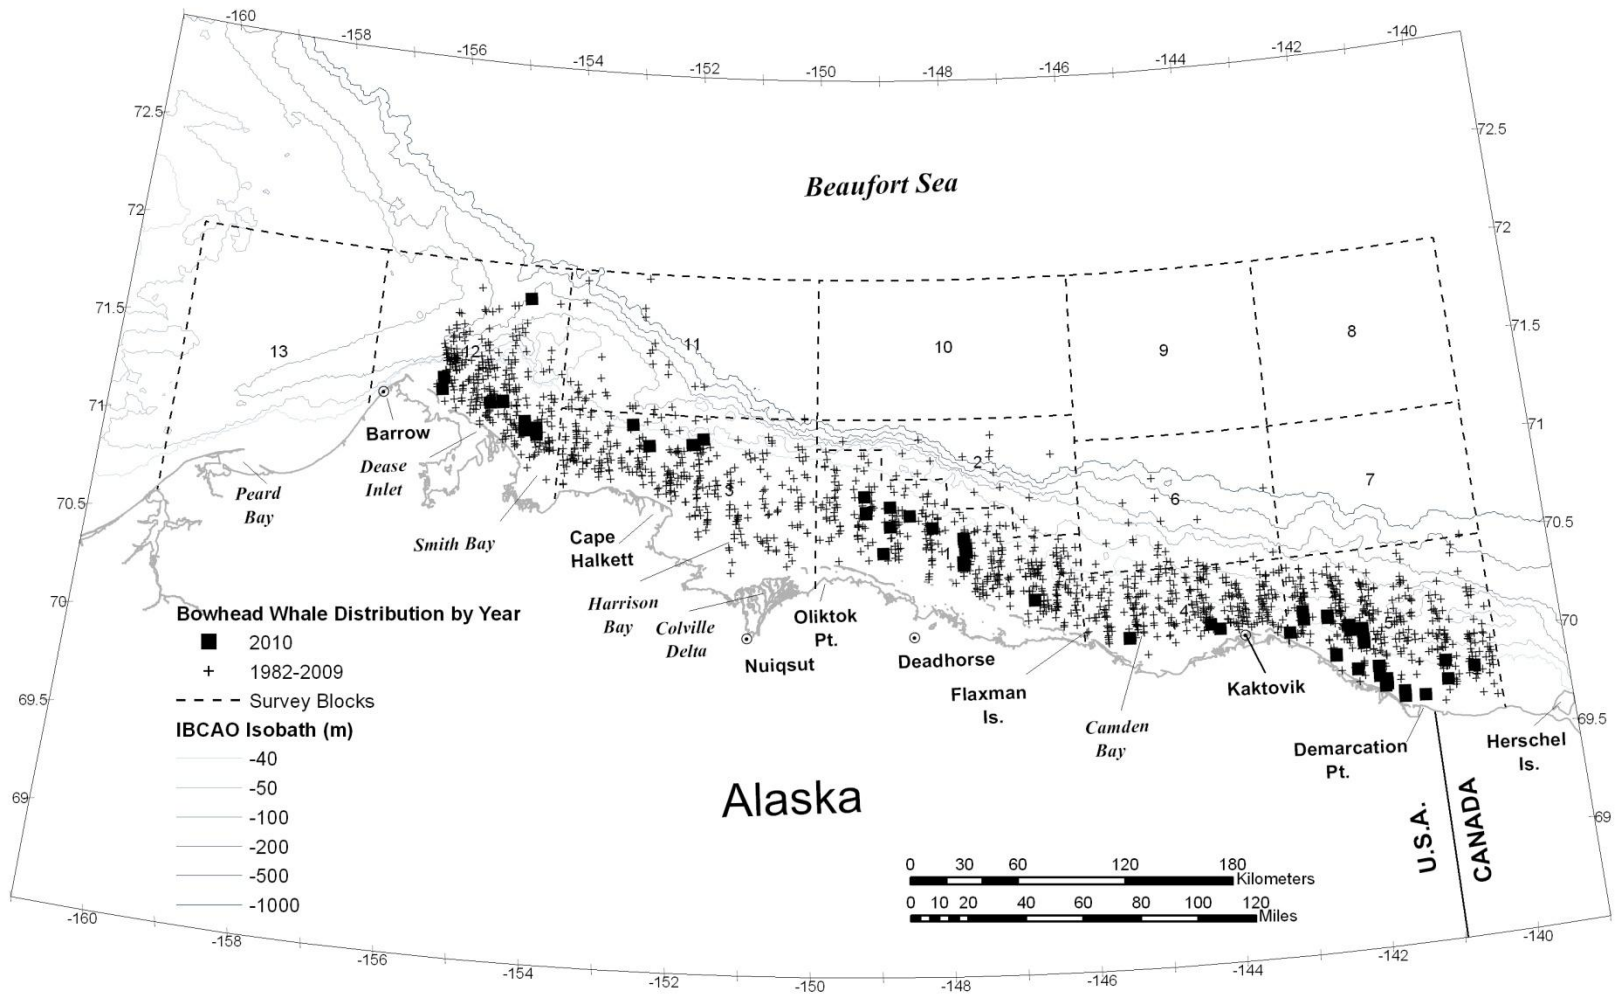 -160
-158
-156
-154
-152
-150
-148
-146
-144
-142
-140
72.5
72
71.5
71
70.5
70
69.5
69
72.5
72
71.5
71
70.5
70
69.5
69
Beaufort Sea
13
12
11
10
9
8
2
7
6
3
4
Barrow
Dease
Inlet
Peard
Bay
Smith Bay
Cape
Halkett
Harrison
Bay
Colville
Delta
Nuiqsut
Oliktok
Pt.
Deadhorse
Flaxman
Is.
Camden
Bay
Kaktovik
Demarcation
Pt.
Herschel
Is.
Alaska
U.S.A.
CANADA
Bowhead Whale Distribution by Year
2010
1982-2009
Survey Blocks
IBCAO Isobath (m)
-40
-50
-100
-200
-500
-1000
0 30 60 120 180
Kilometers
0 10 20 40 60 80 100 120
Miles
-160
-158
-156
-154
-152
-150
-148
-146
-144
-142
-140